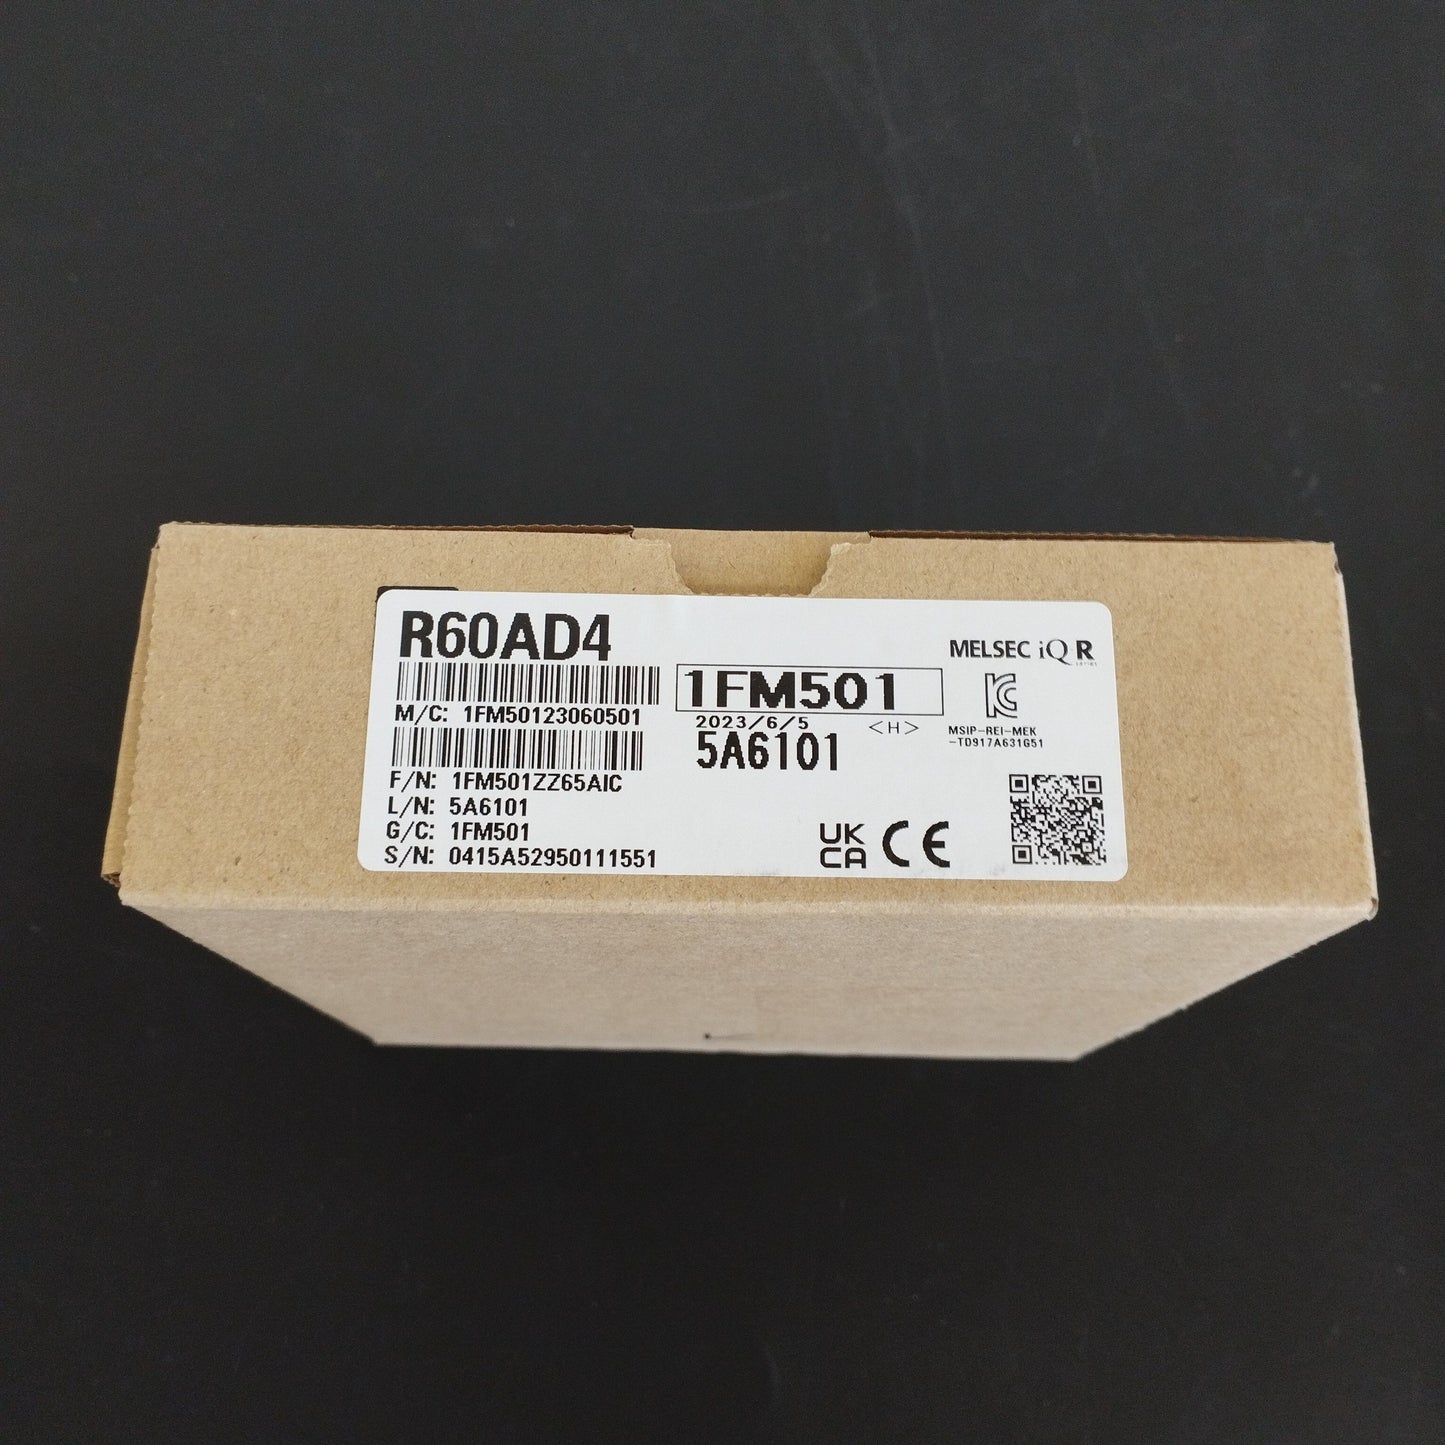 R60AD4
MELSEC iQ R
series
1FM501
M/C: 1FM50123060501
2023/6/5 <H>
MSIP-REI-MEK
-TD917A631G51
5A6101
F/N: 1FM501ZZ65AIC
L/N: 5A6101
G/C: 1FM501
S/N: 0415A52950111551
UK
CA CE